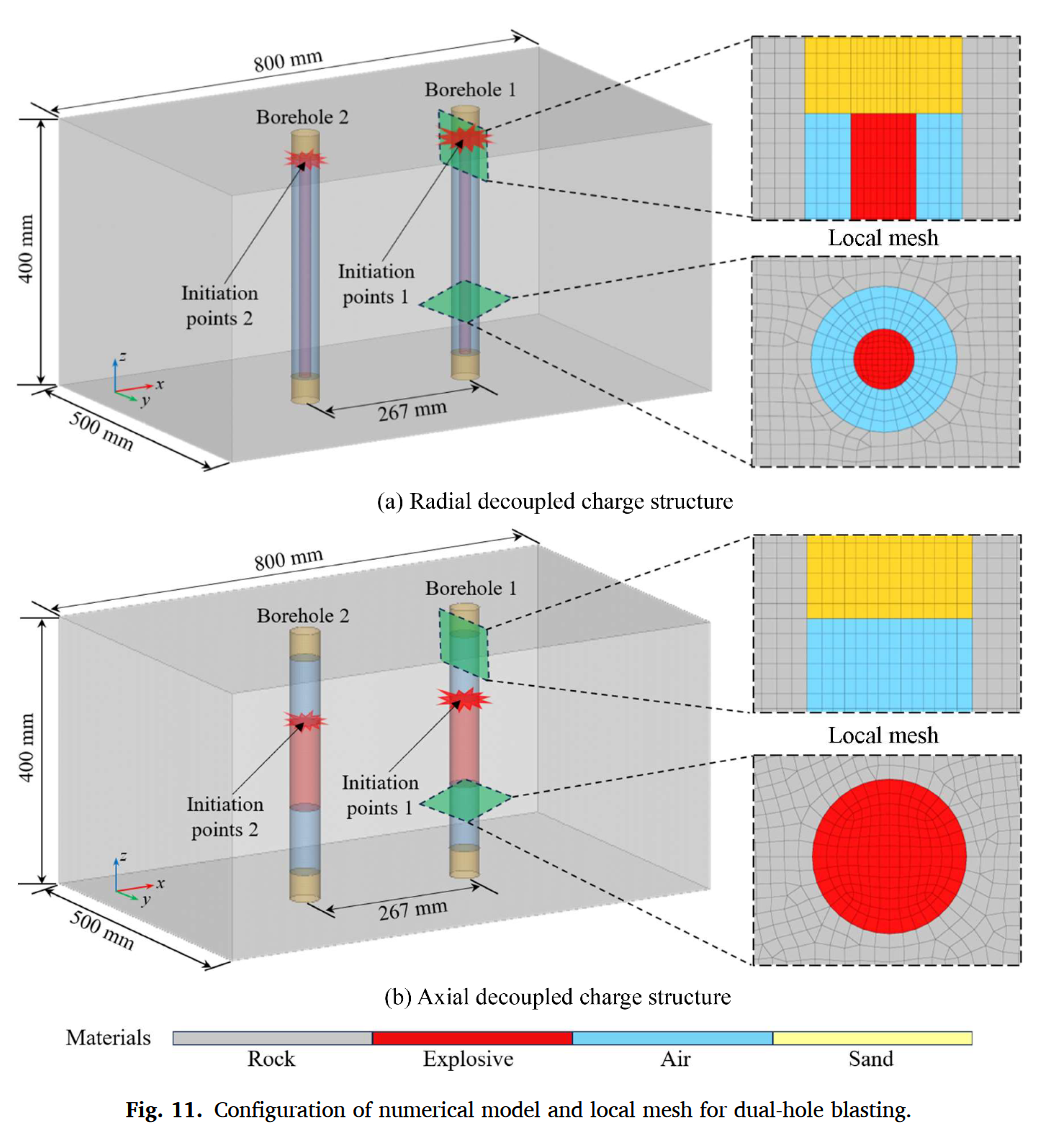 800 mm
Borehole 1
Borehole 2
400 mm
Initiation
points 1
Initiation
points 2
Local mesh
z
x
y
267 mm
500 mm
(a) Radial decoupled charge structure
800 mm
Borehole 1
Borehole 2
400 mm
Local mesh
Initiation
points 1
Initiation
points 2
z
x
y
267 mm
500 mm
(b) Axial decoupled charge structure
Materials
Rock Explosive Air Sand
Fig. 11. Configuration of numerical model and local mesh for dual-hole blasting.